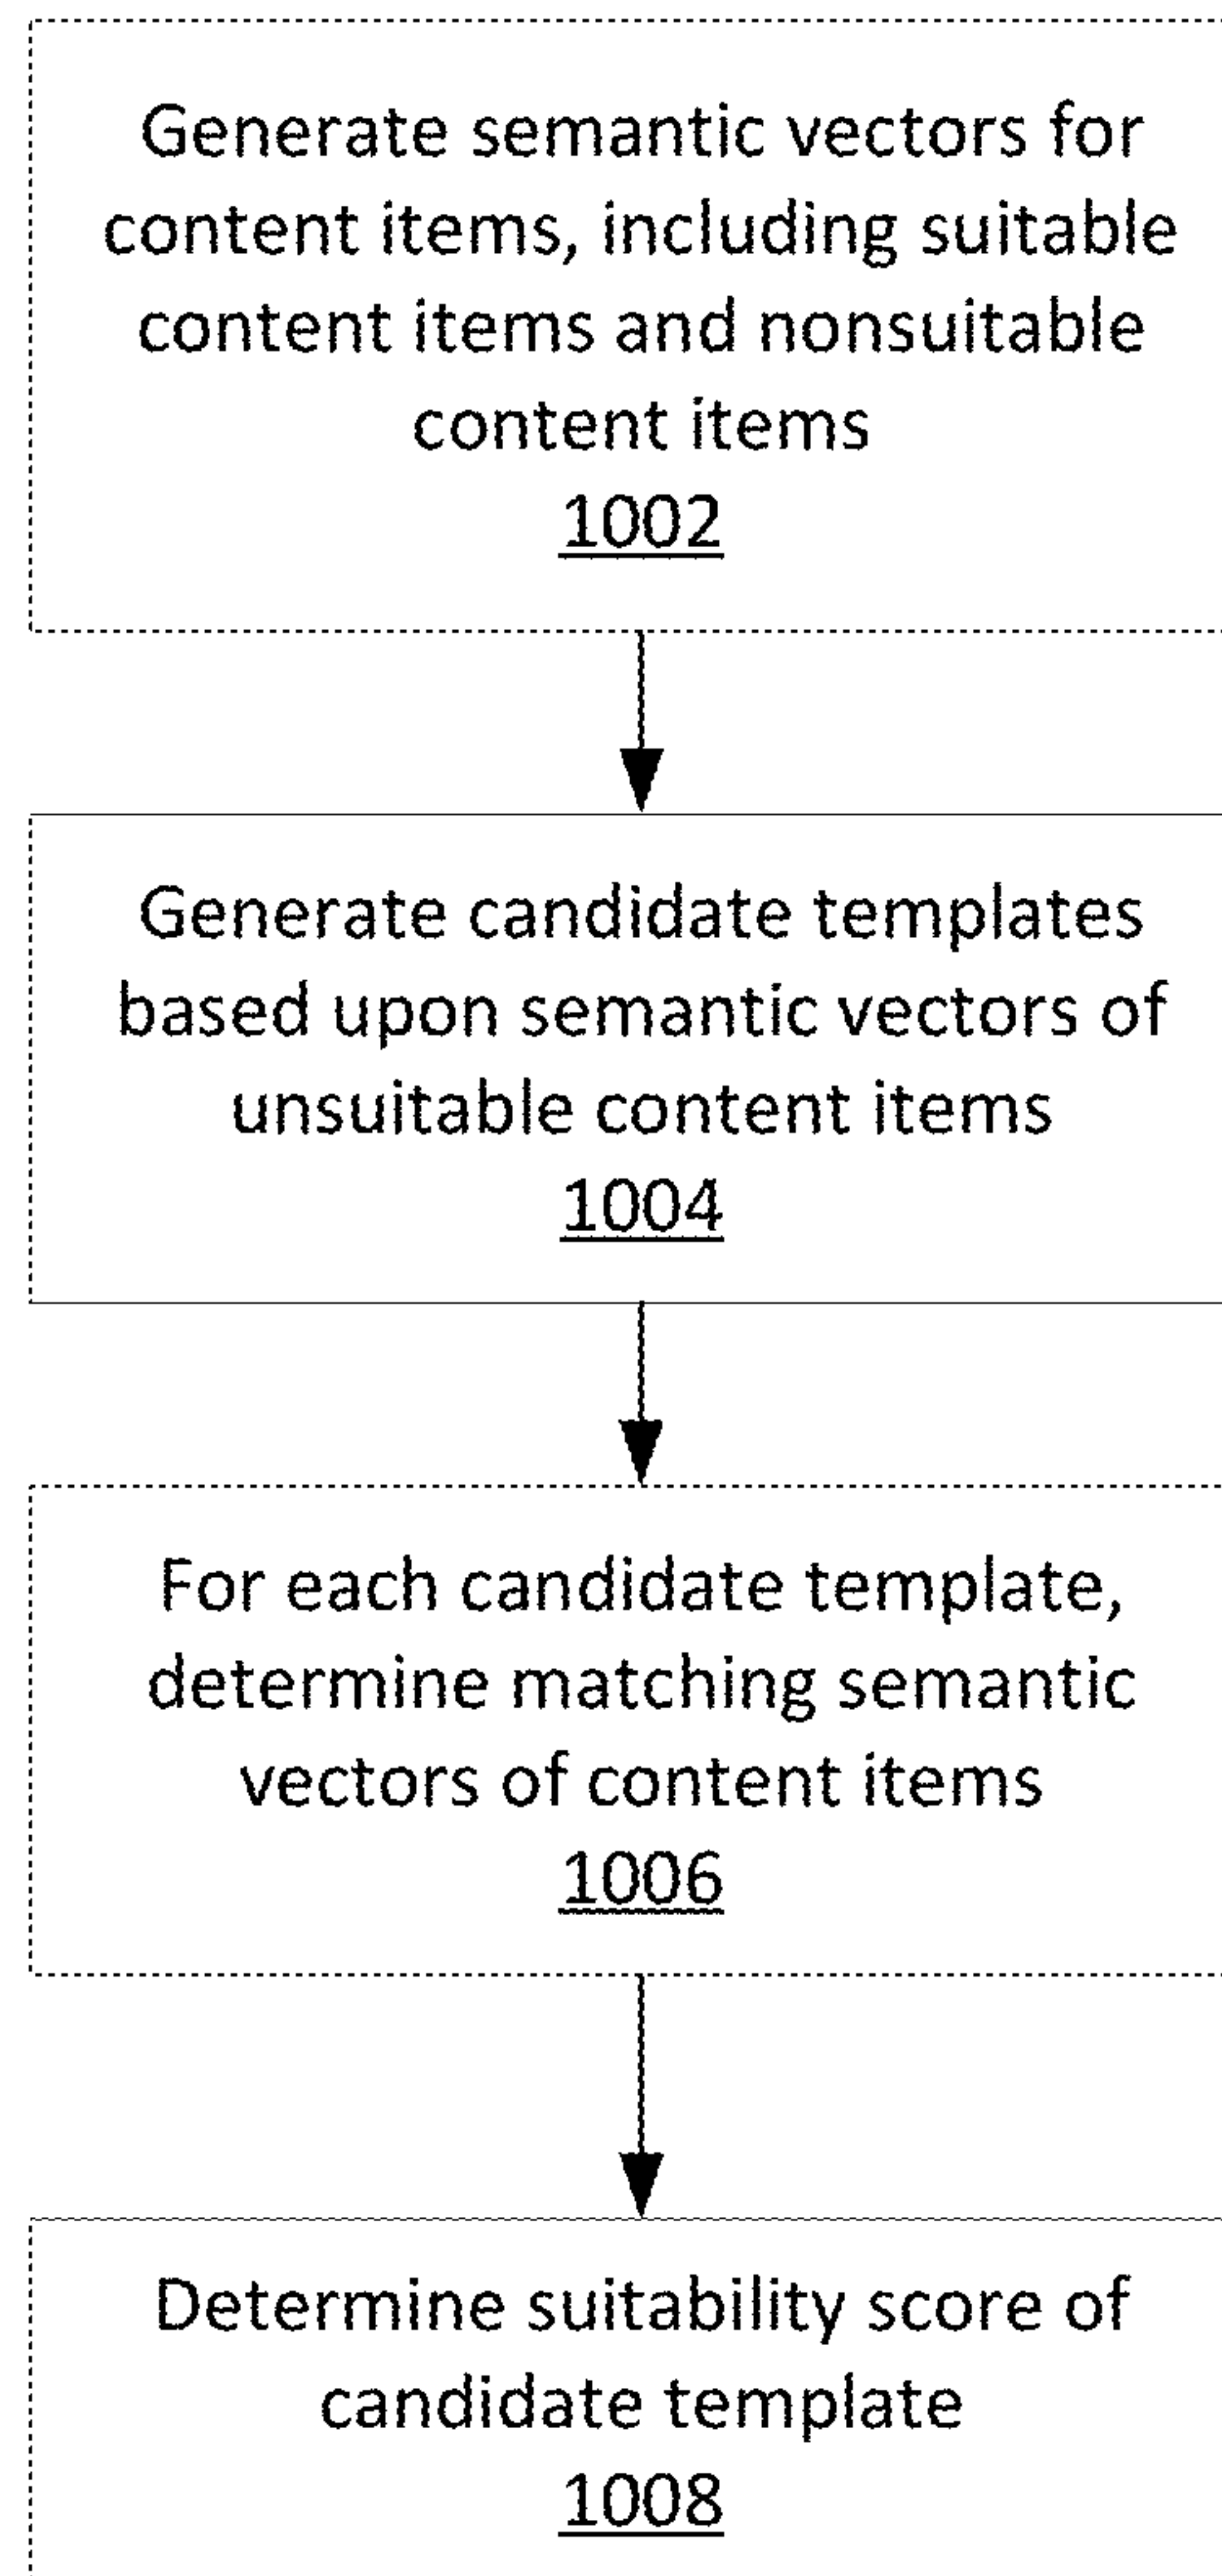 Generate semantic vectors for
content items, including suitable
content items and nonsuitable
content items
1002
Generate candidate templates
based upon semantic vectors of
unsuitable content items
1004
For each candidate template,
determine matching semantic
vectors of content items
1006
Determine suitability score of
candidate template
1008